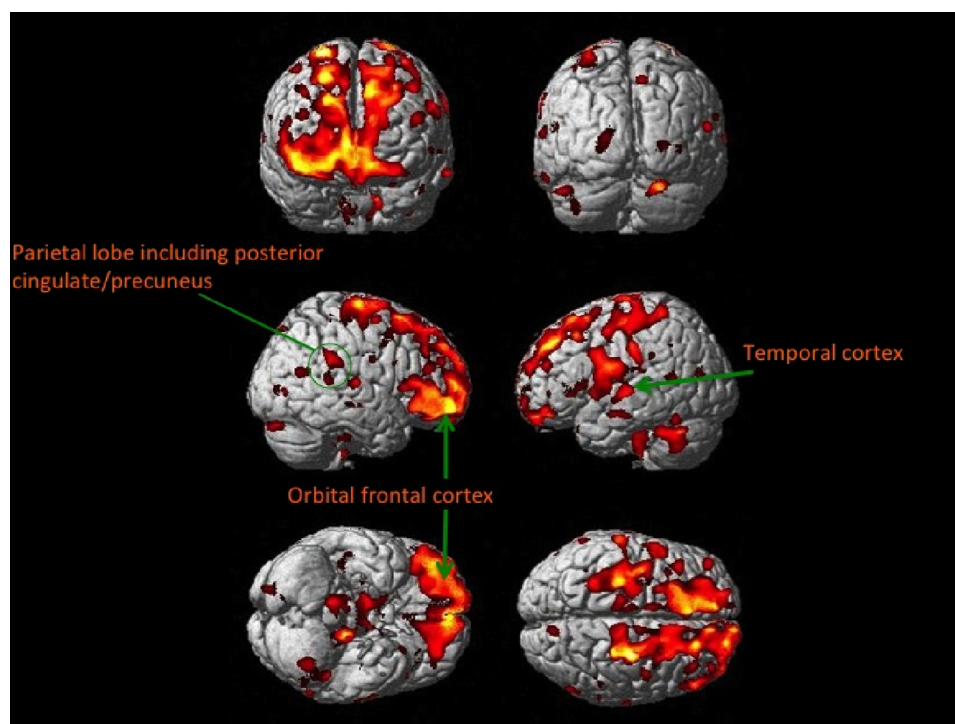 Parietal lobe including posterior
cingulate/precuneus
Temporal cortex
Orbital frontal cortex